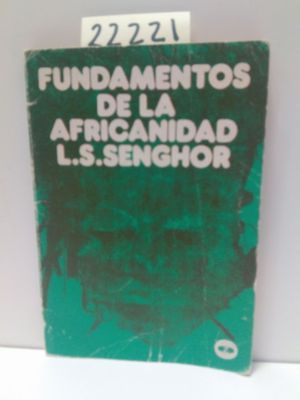 22221
FUNDAMENTOS
DE LA
AFRICANIDAD
L.S.SENGHOR